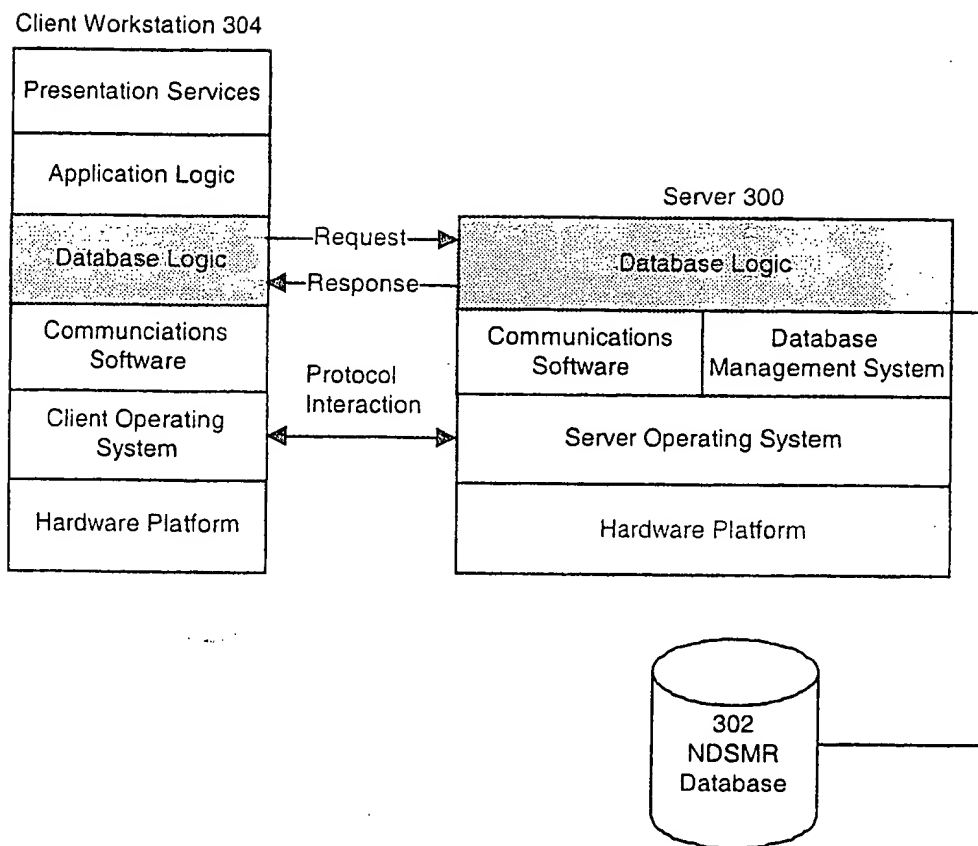 Client Workstation 304
Presentation Services
Application Logic
Database Logic
Communciations
Software
Client Operating
System
Hardware Platform
Request
Response
Protocol
Interaction
Server 300
Database Logic
Communications
Software
Database
Management System
Server Operating System
Hardware Platform
302
NDSMR
Database